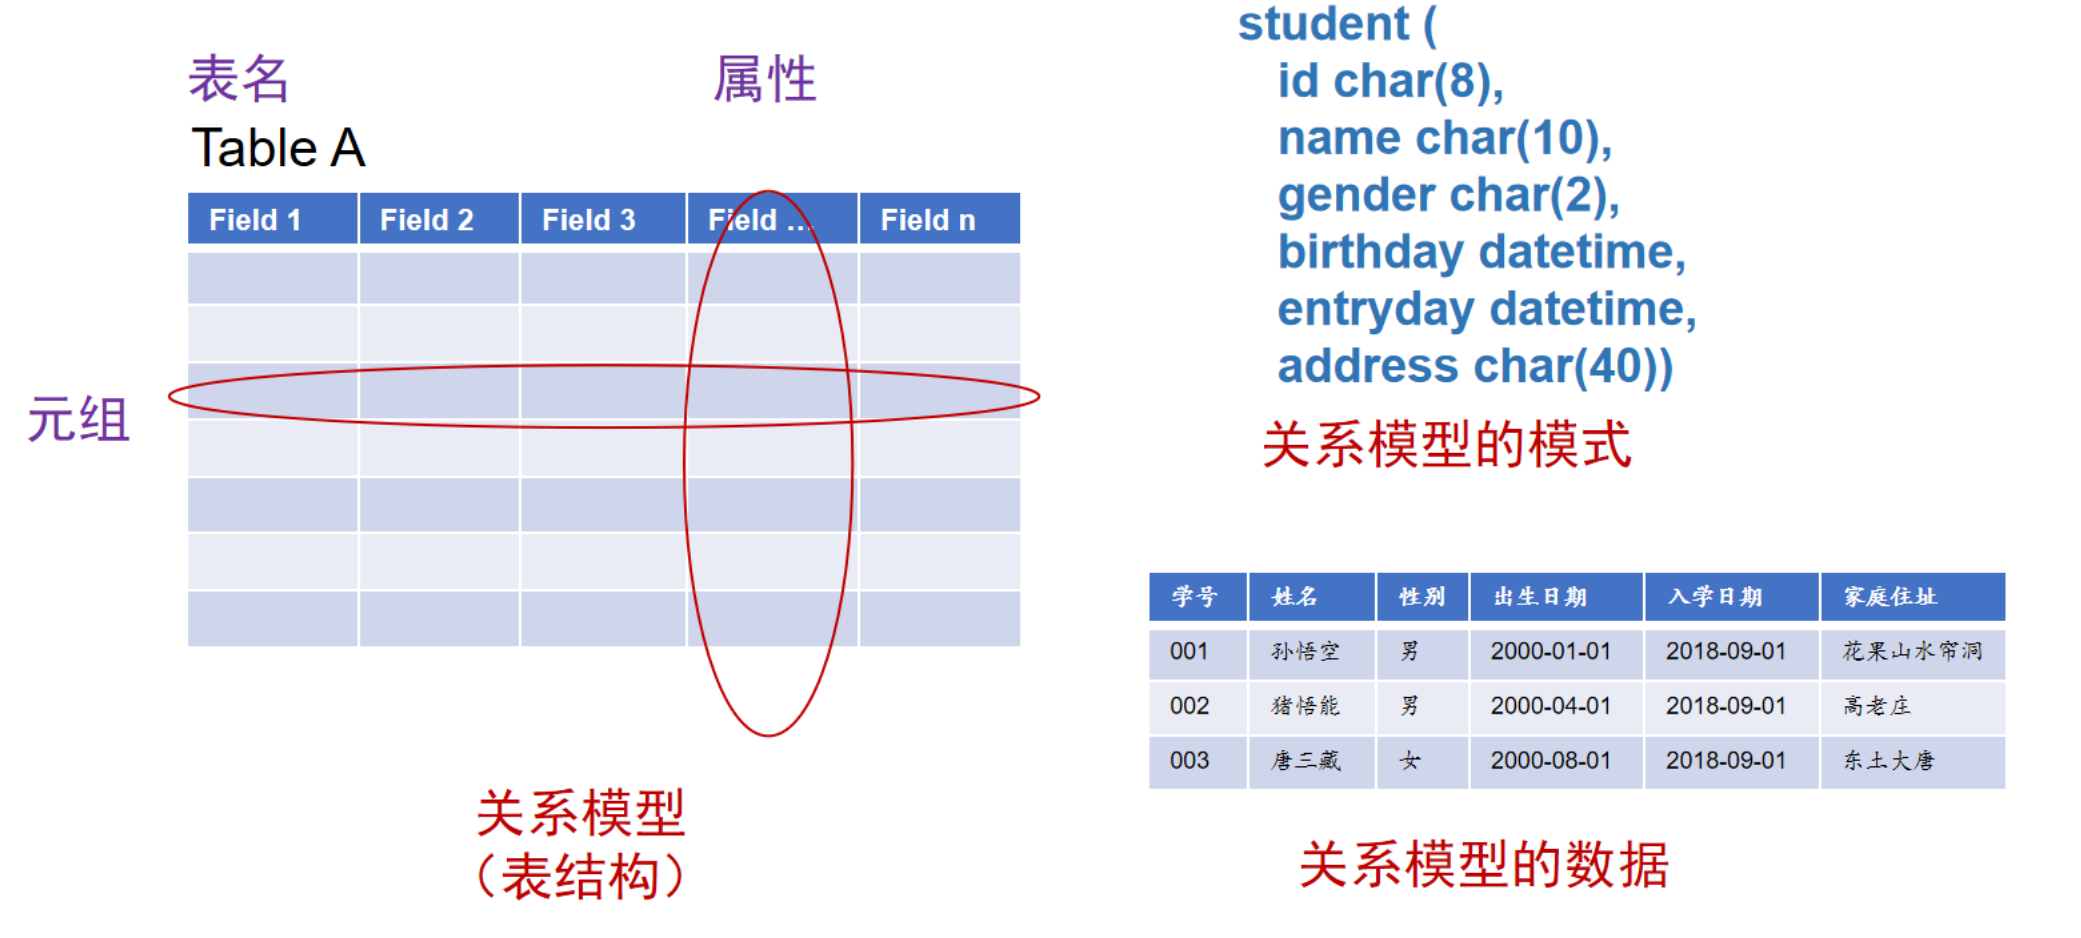 表名
属性
Table A
Field 1 Field 2 Field 3 Field ... Field n
元组
关系模型
（表结构）
student (
id char(8),
name char(10),
gender char(2),
birthday datetime,
entryday datetime,
address char(40))
关系模型的模式
学号 姓名 性别 出生日期 入学日期 家庭住址
001 孙悟空 男 2000-01-01 2018-09-01 花果山水帘洞
002 猪悟能 男 2000-04-01 2018-09-01 高老庄
003 唐三藏 女 2000-08-01 2018-09-01 东土大唐
关系模型的数据